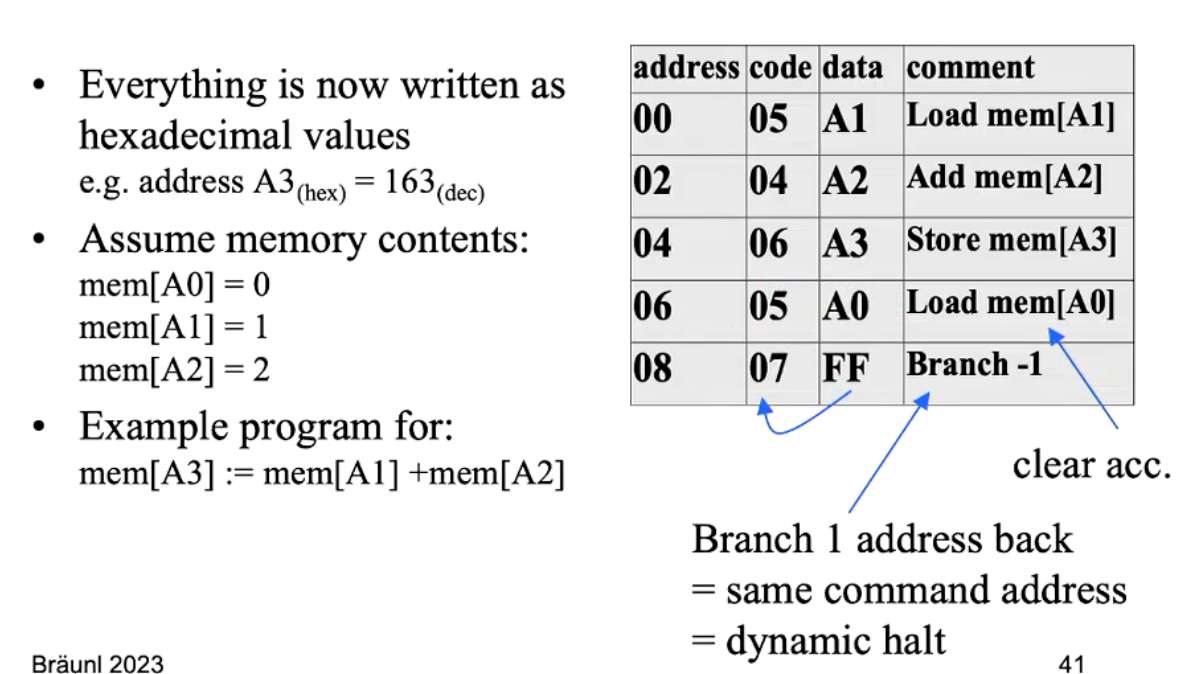 • Everything is now written as
hexadecimal values
e.g. address A3(hex) = 163(dec)
• Assume memory contents:
mem[A0] = 0
mem[A1] = 1
mem[A2] = 2
• Example program for:
mem[A3] := mem[A1] +mem[A2]
address code data comment
00 05 A1 Load mem[A1]
02 04 A2 Add mem[A2]
04 06 A3 Store mem[A3]
06 05 A0 Load mem[A0]
08 07 FF Branch -1
clear acc.
Branch 1 address back
= same command address
= dynamic halt
Bräunl 2023
41